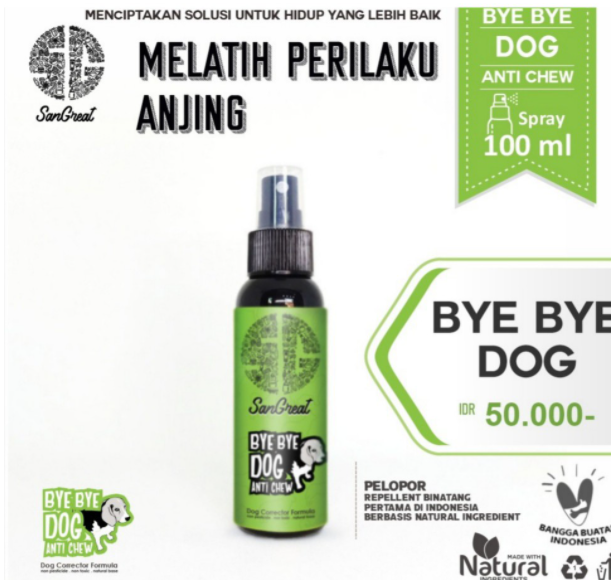 MENCIPTAKAN SOLUSI UNTUK HIDUP YANG LEBIH BAIK
SG
SanGreat
MELATIH PERILAKU
ANJING
BYE BYE
DOG
ANTI CHEW
Spray
100 ml
SG
SanGreat
BYE BYE
DOG
ANTI CHEW
Dog Corrector Formula
BYE BYE
DOG
IDR 50.000-
PELOPOR
REPELLENT BINATANG
PERTAMA DI INDONESIA
BERBASIS NATURAL INGREDIENT
BANGGA BUATAN
INDONESIA
MADE WITH
Natural
INGREDIENTS
BYE BYE
DOG
ANTI CHEW
Dog Corrector Formula
non pesticide · non toxic · natural base